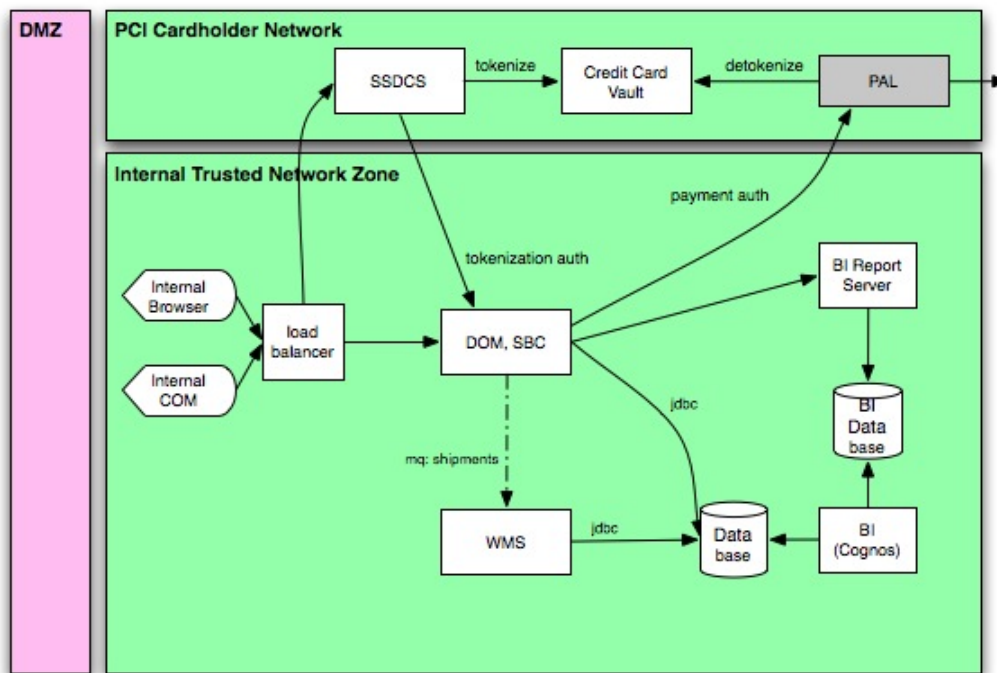 DMZ
PCI Cardholder Network
SSDCS
tokenize
Credit Card
Vault
detokenize
PAL
Internal Trusted Network Zone
payment auth
tokenization auth
BI Report
Server
Internal
Browser
load
balancer
DOM, SBC
Internal
COM
jdbc
BI
Data
base
mq: shipments
WMS
jdbc
Data
base
BI
(Cognos)